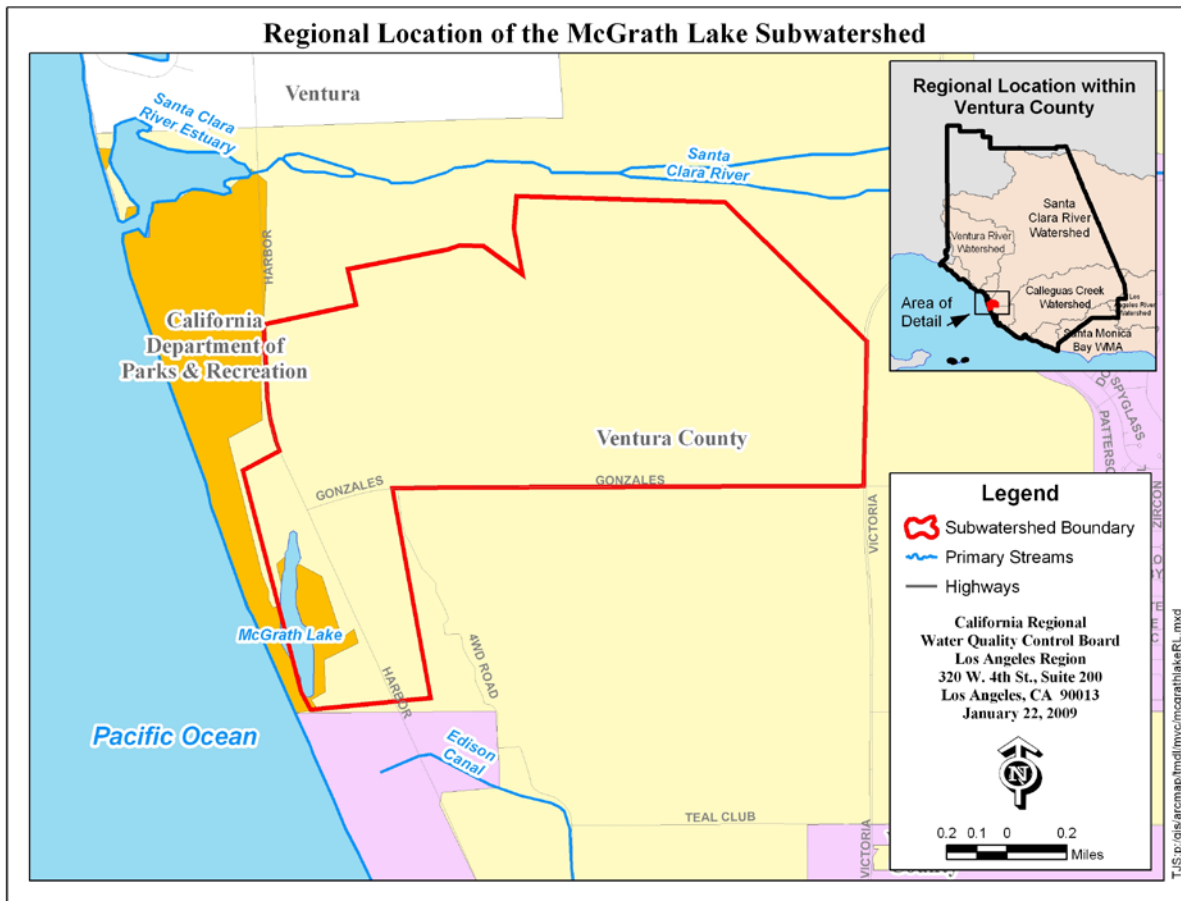 Regional Location of the McGrath Lake Subwatershed
Ventura
Santa Clara
River Estuary
Santa
Clara River
HARBOR
California
Department of
Parks & Recreation
Ventura County
GONZALES
GONZALES
VICTORIA
McGrath Lake
4WD ROAD
HARBOR
Pacific Ocean
Edison
Canal
TEAL CLUB
VICTORIA
SPYGLASS
ZIRCON
Regional Location within
Ventura County
Santa
Clara River
Watershed
Ventura River
Watershed
Calleguas Creek
Watershed
Los
Angeles River
Watershed
Santa Monica
Bay WMA
Area of
Detail
Legend
Subwatershed Boundary
Primary Streams
Highways
California Regional
Water Quality Control Board
Los Angeles Region
320 W. 4th St., Suite 200
Los Angeles, CA 90013
January 22, 2009
N
0.2 0.1 0 0.2
Miles
TJS:p:/gis/arcmap/tmdl/mvc/mcgrathlakeRL.mxd